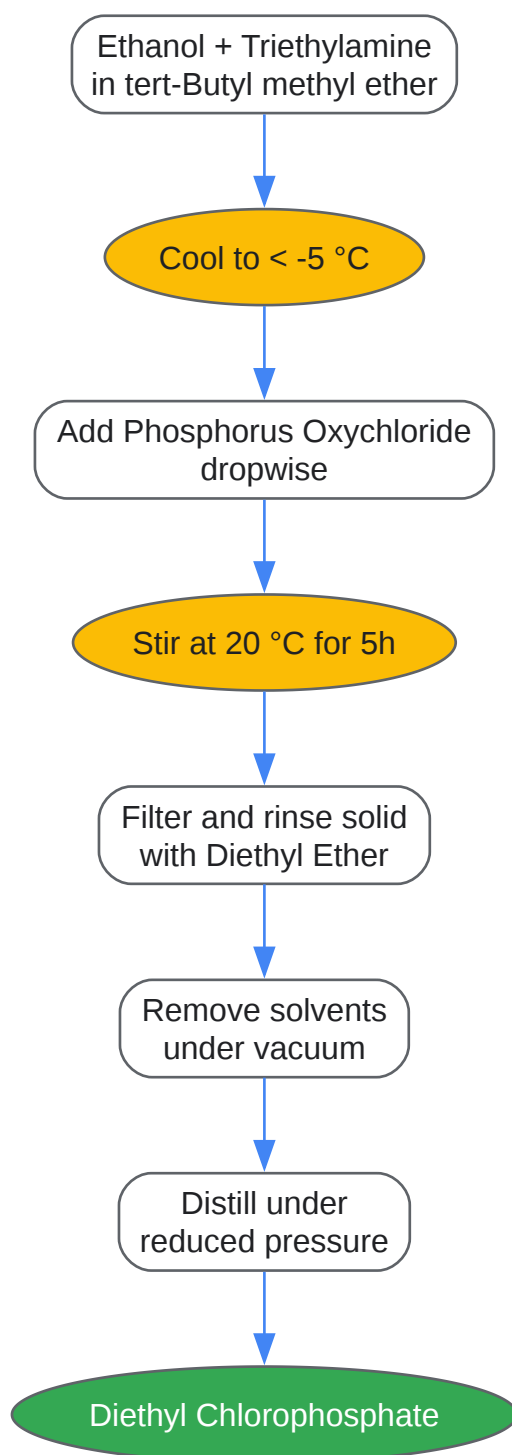 Ethanol + Triethylamine
in tert-Butyl methyl ether
Cool to < -5 °C
Add Phosphorus Oxychloride
dropwise
Stir at 20 °C for 5h
Filter and rinse solid
with Diethyl Ether
Remove solvents
under vacuum
Distill under
reduced pressure
Diethyl Chlorophosphate